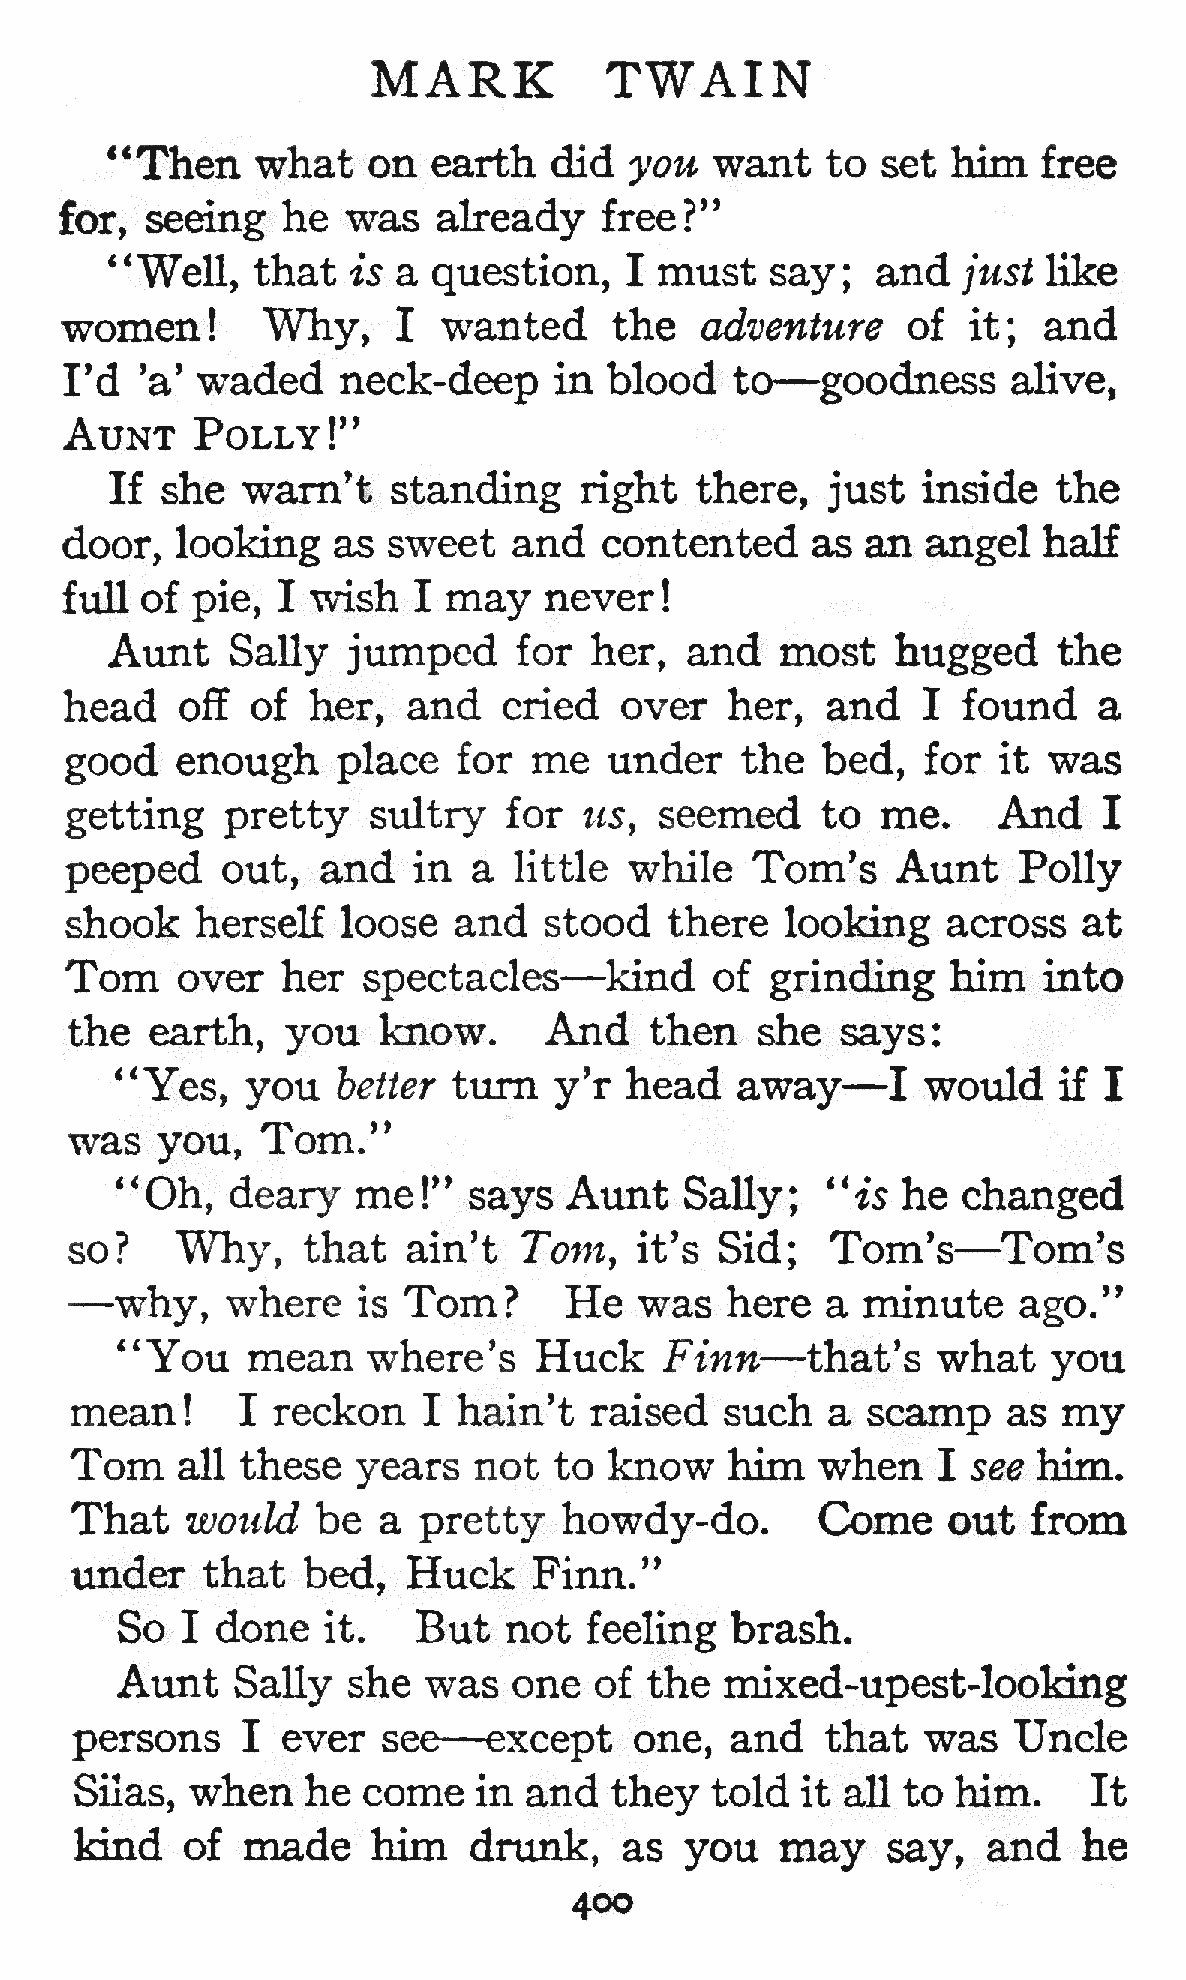 MARK TWAIN
“Then what on earth did you want to set him free
for, seeing he was already free?”
“Well, that is a question, I must say; and just like
women! Why, I wanted the adventure of it; and
I’d ’a’ waded neck-deep in blood to—goodness alive,
AUNT POLLY!”
If she warn’t standing right there, just inside the
door, looking as sweet and contented as an angel half
full of pie, I wish I may never!
Aunt Sally jumped for her, and most hugged the
head off of her, and cried over her, and I found a
good enough place for me under the bed, for it was
getting pretty sultry for us, seemed to me. And I
peeped out, and in a little while Tom’s Aunt Polly
shook herself loose and stood there looking across at
Tom over her spectacles—kind of grinding him into
the earth, you know. And then she says:
“Yes, you better turn y’r head away—I would if I
was you, Tom.”
“Oh, deary me!” says Aunt Sally; “is he changed
so? Why, that ain’t Tom, it’s Sid; Tom’s—Tom’s
—why, where is Tom? He was here a minute ago.”
“You mean where’s Huck Finn—that’s what you
mean! I reckon I hain’t raised such a scamp as my
Tom all these years not to know him when I see him.
That would be a pretty howdy-do. Come out from
under that bed, Huck Finn.”
So I done it. But not feeling brash.
Aunt Sally she was one of the mixed-upest-looking
persons I ever see—except one, and that was Uncle
Silas, when he come in and they told it all to him. It
kind of made him drunk, as you may say, and he
400